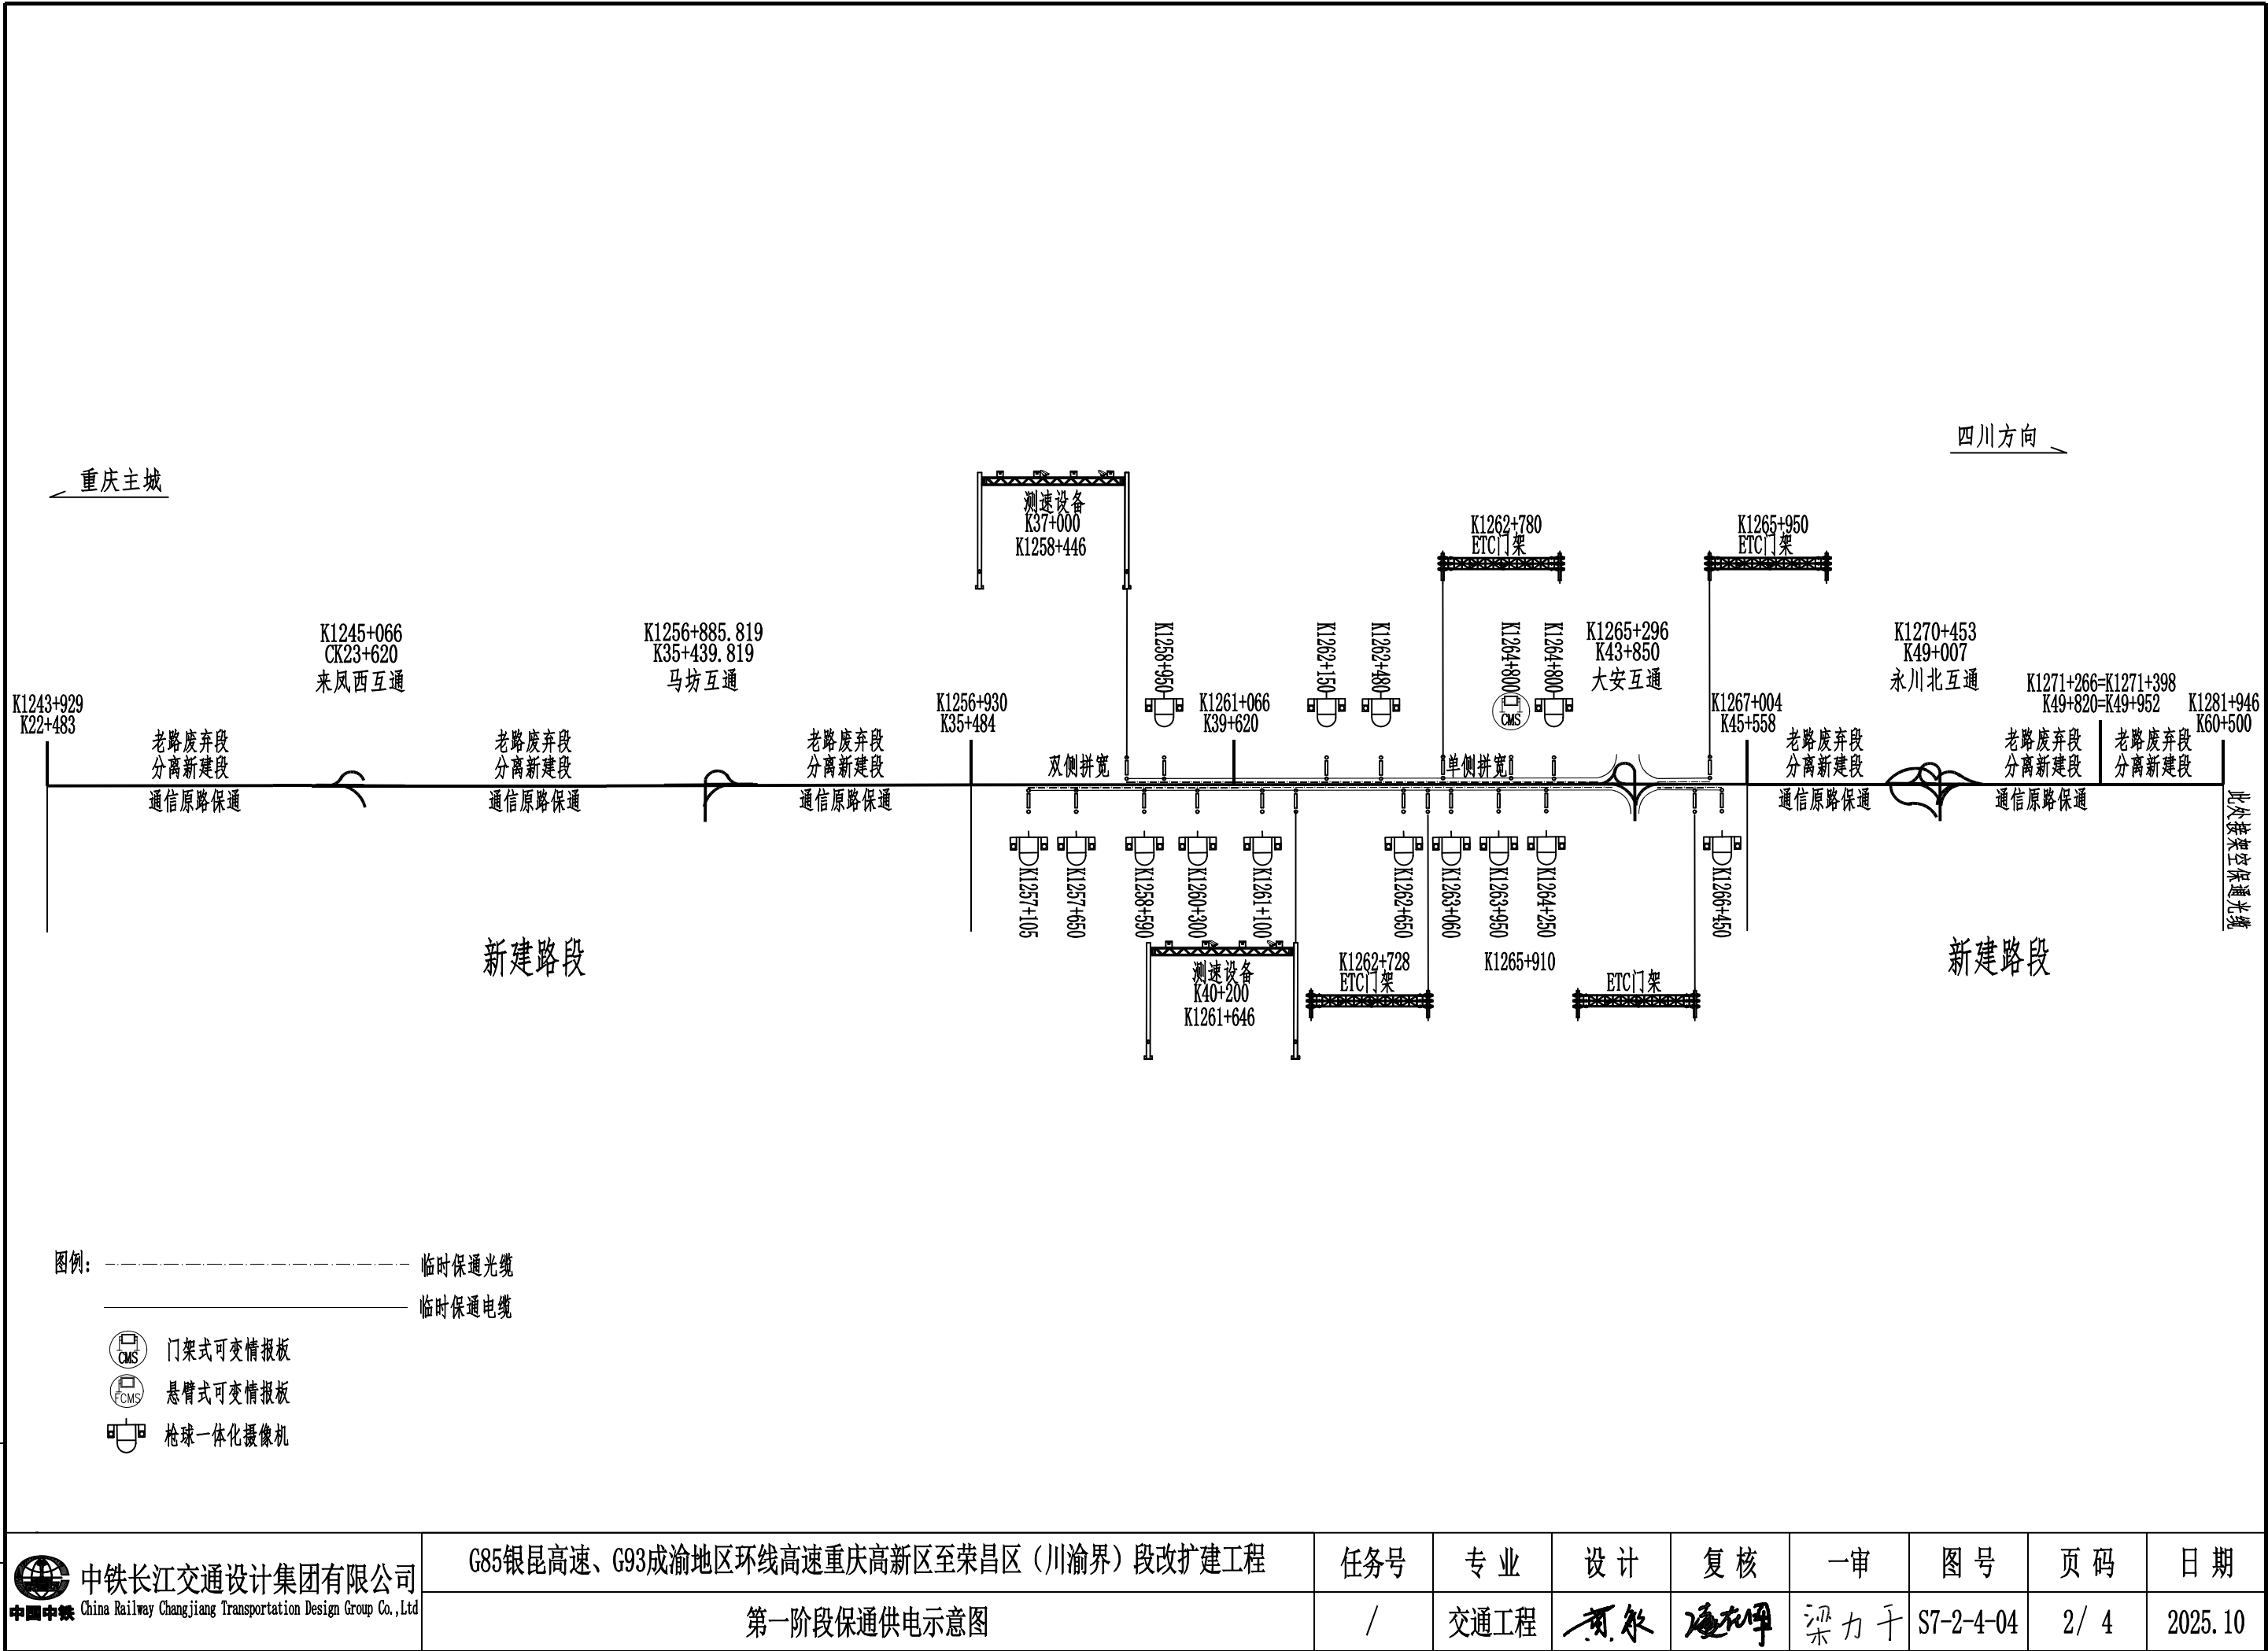 四川方向
重庆主城
测速设备
K37+000
K1258+446
K1262+780
ETC门架
K1265+950
ETC门架
K1245+066
CK23+620
来凤西互通
K1256+885.819
K35+439.819
马坊互通
K1258+950
K1262+150
K1262+480
K1264+800
CMS
K1264+800
K1265+296
K43+850
大安互通
K1270+453
K49+007
永川北互通
K1271+266=K1271+398
K49+820=K49+952
K1243+929
K22+483
K1256+930
K35+484
K1261+066
K39+620
K1267+004
K45+558
K1281+946
K60+500
老路废弃段
分离新建段
通信原路保通
老路废弃段
分离新建段
通信原路保通
老路废弃段
分离新建段
通信原路保通
双侧拼宽
单侧拼宽
老路废弃段
分离新建段
通信原路保通
老路废弃段
分离新建段
通信原路保通
老路废弃段
分离新建段
此处接架空保通光缆
K1257+105
K1257+650
K1258+590
K1260+300
K1261+100
K1262+650
K1263+060
K1263+950
K1264+250
K1266+450
新建路段
新建路段
测速设备
K40+200
K1261+646
K1262+728
ETC门架
K1265+910
ETC门架
图例：
临时保通光缆
临时保通电缆
CMS
门架式可变情报板
FCMS
悬臂式可变情报板
枪球一体化摄像机
中国中铁
中铁长江交通设计集团有限公司
China Railway Changjiang Transportation Design Group Co.,Ltd
G85银昆高速、G93成渝地区环线高速重庆高新区至荣昌区（川渝界）段改扩建工程
第一阶段保通供电示意图
任务号
专 业
设 计
复 核
一审
图 号
页 码
日 期
/
交通工程
梁力千
S7-2-4-04
2/ 4
2025.10